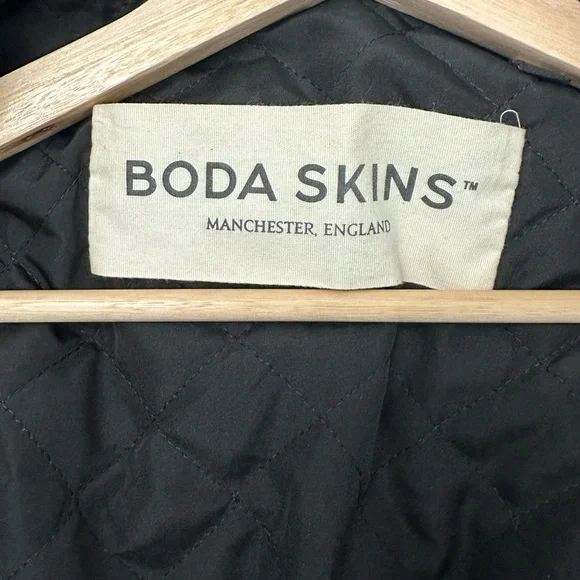 BODA SKINS™
MANCHESTER, ENGLAND